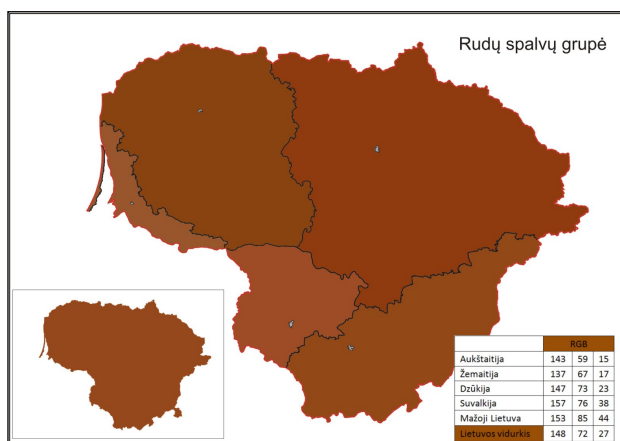 Rudų spalvų grupė
RGB
Aukštaitija 143 59 15
Žemaitija 137 67 17
Dzūkija 147 73 23
Suvalkija 157 76 38
Mažoji Lietuva 153 85 44
Lietuvos vidurkis 148 72 27